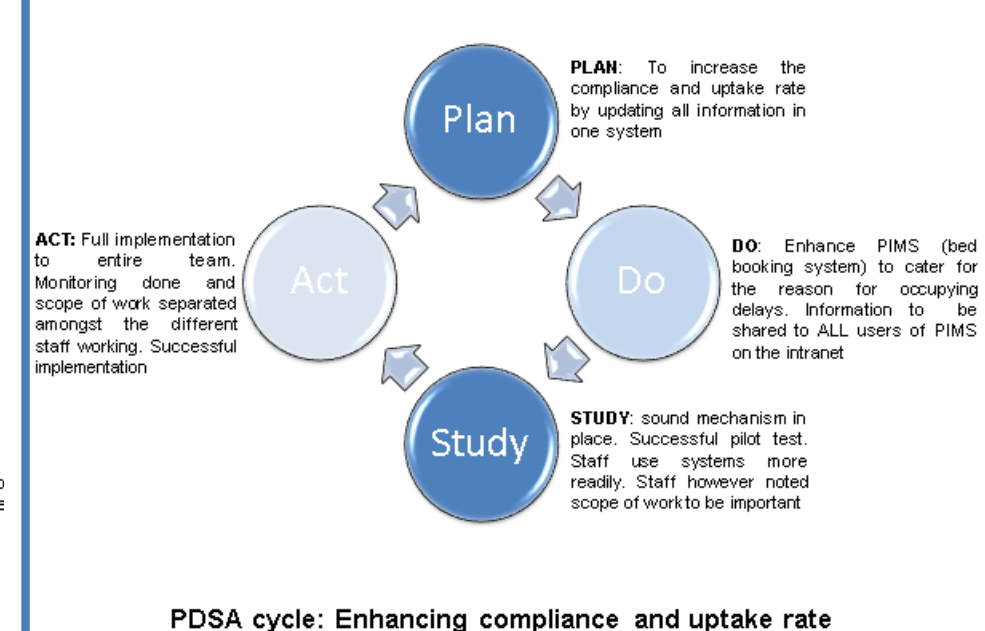 Plan
PLAN: To increase the
compliance and uptake rate
by updating all information in
one system
Do
DO: Enhance PIMS (bed
booking system) to cater for
the reason for occupying
delays. Information to be
shared to ALL users of PIMS
on the intranet
Study
STUDY: sound mechanism in
place. Successful pilot test.
Staff use systems more
readily. Staff however noted
scope of work to be important
Act
ACT: Full implementation
to entire team.
Monitoring done and
scope of work separated
amongst the different
staff working. Successful
implementation
PDSA cycle: Enhancing compliance and uptake rate